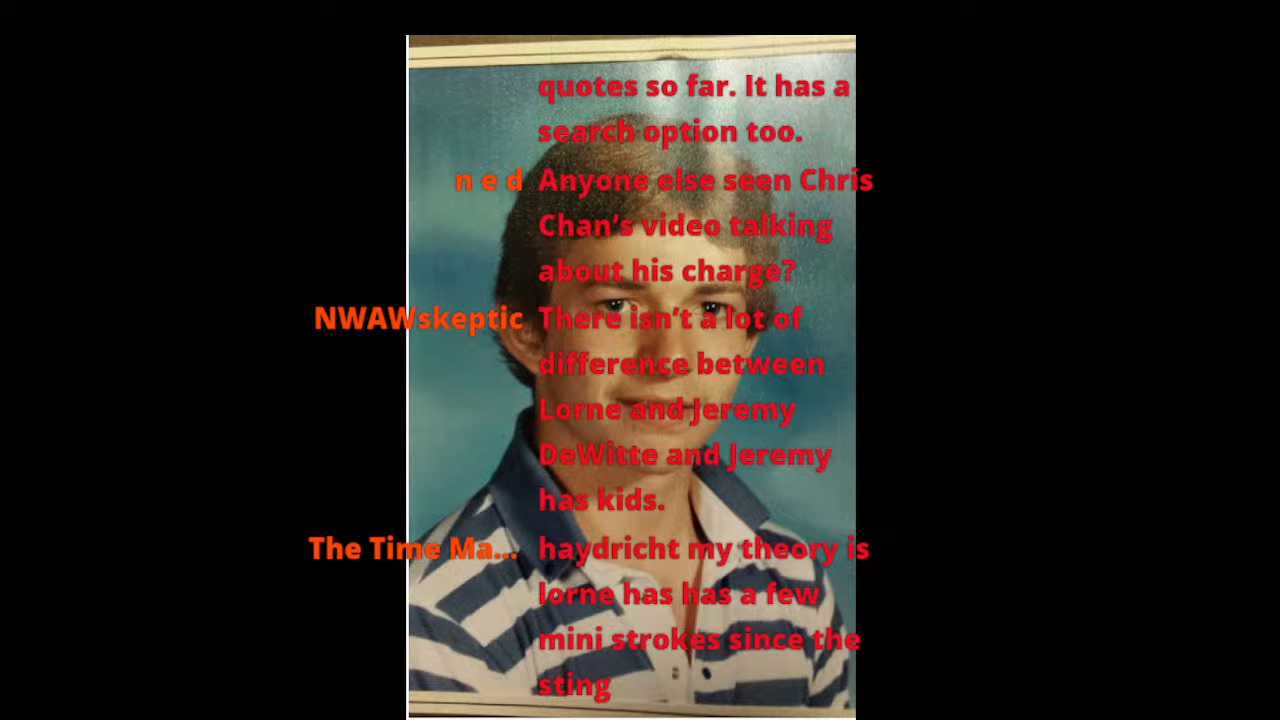 quotes so far. It has a
search option too.
n e d Anyone else seen Chris
Chan's video talking
about his charge?
NWAWskeptic There isn't a lot of
difference between
Lorne and Jeremy
DeWitte and Jeremy
has kids.
The Time Ma... haydricht my theory is
lorne has has a few
mini strokes since the
sting